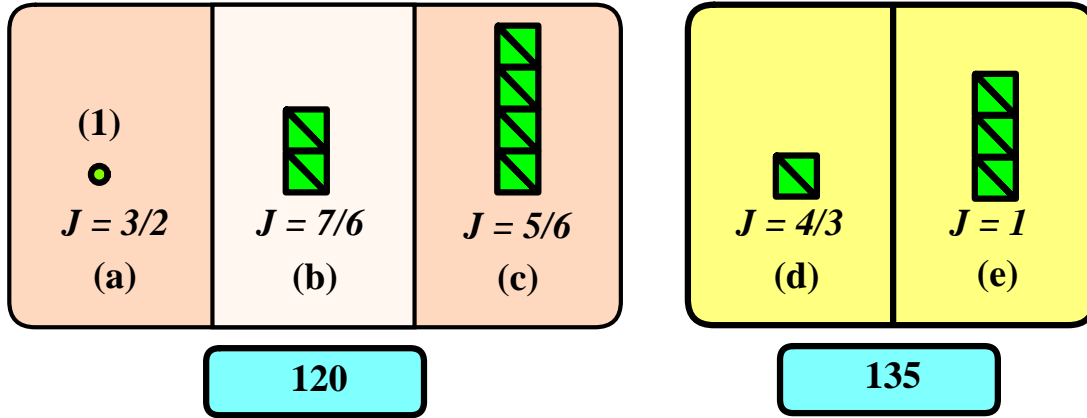 (1)
J = 3/2
J = 7/6
J = 5/6
(a)
(b)
(c)
120
J = 4/3
J = 1
(d)
(e)
135